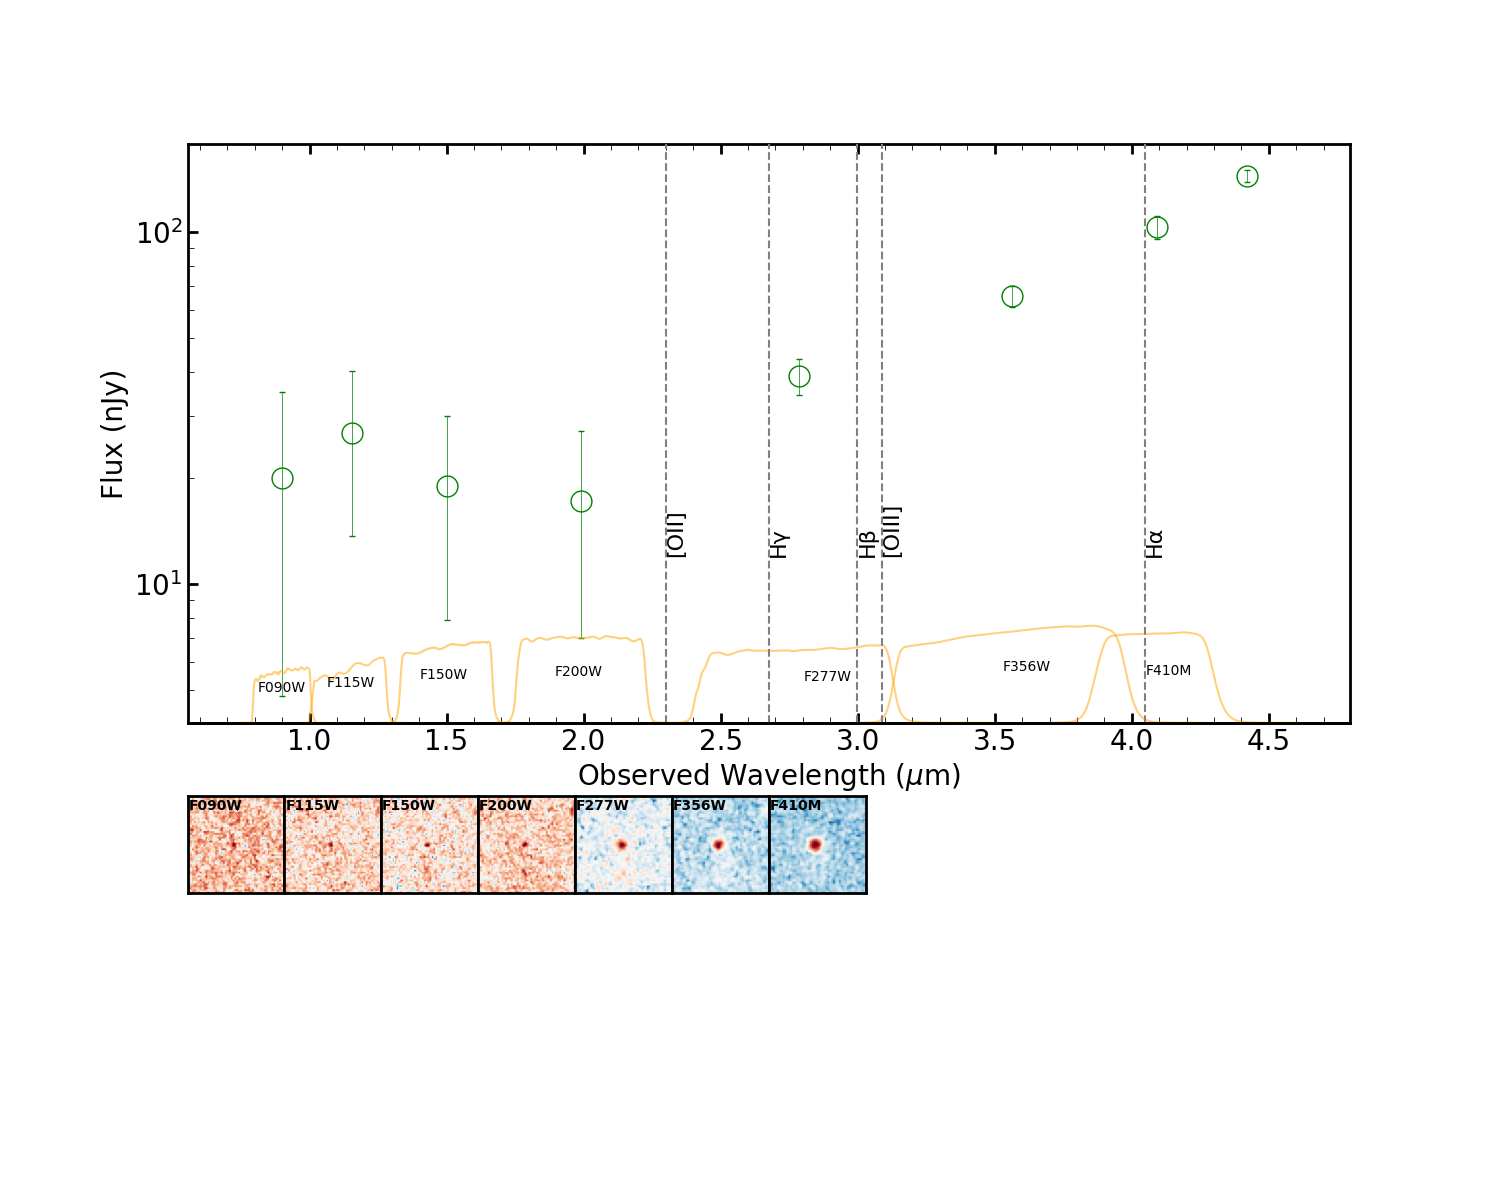 10²
10¹
Flux (nJy)
[OII]
Hγ
Hβ
[OIII]
Hα
F090W
F115W
F150W
F200W
F277W
F356W
F410M
1.0 1.5 2.0 2.5 3.0 3.5 4.0 4.5
Observed Wavelength (μm)
F090W F115W F150W F200W F277W F356W F410M